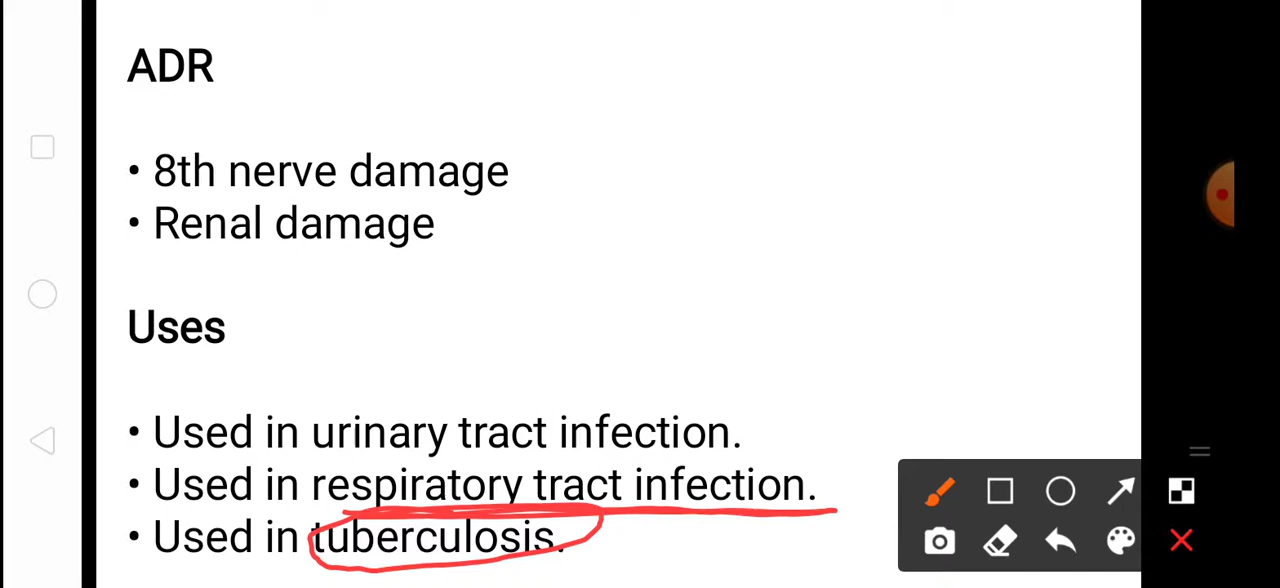 ADR
• 8th nerve damage
• Renal damage
Uses
• Used in urinary tract infection.
• Used in respiratory tract infection.
• Used in tuberculosis.